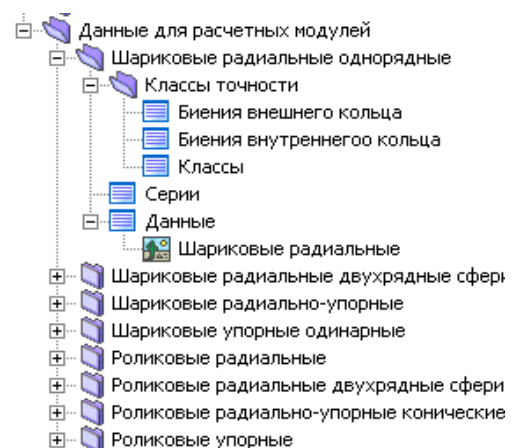 Данные для расчетных модулей
Шариковые радиальные однорядные
Классы точности
Биения внешнего кольца
Биения внутреннегоо кольца
Классы
Серии
Данные
Шариковые радиальные
Шариковые радиальные двухрядные сфери
Шариковые радиально-упорные
Шариковые упорные одинарные
Роликовые радиальные
Роликовые радиальные двухрядные сфери
Роликовые радиально-упорные конические
Роликовые упорные